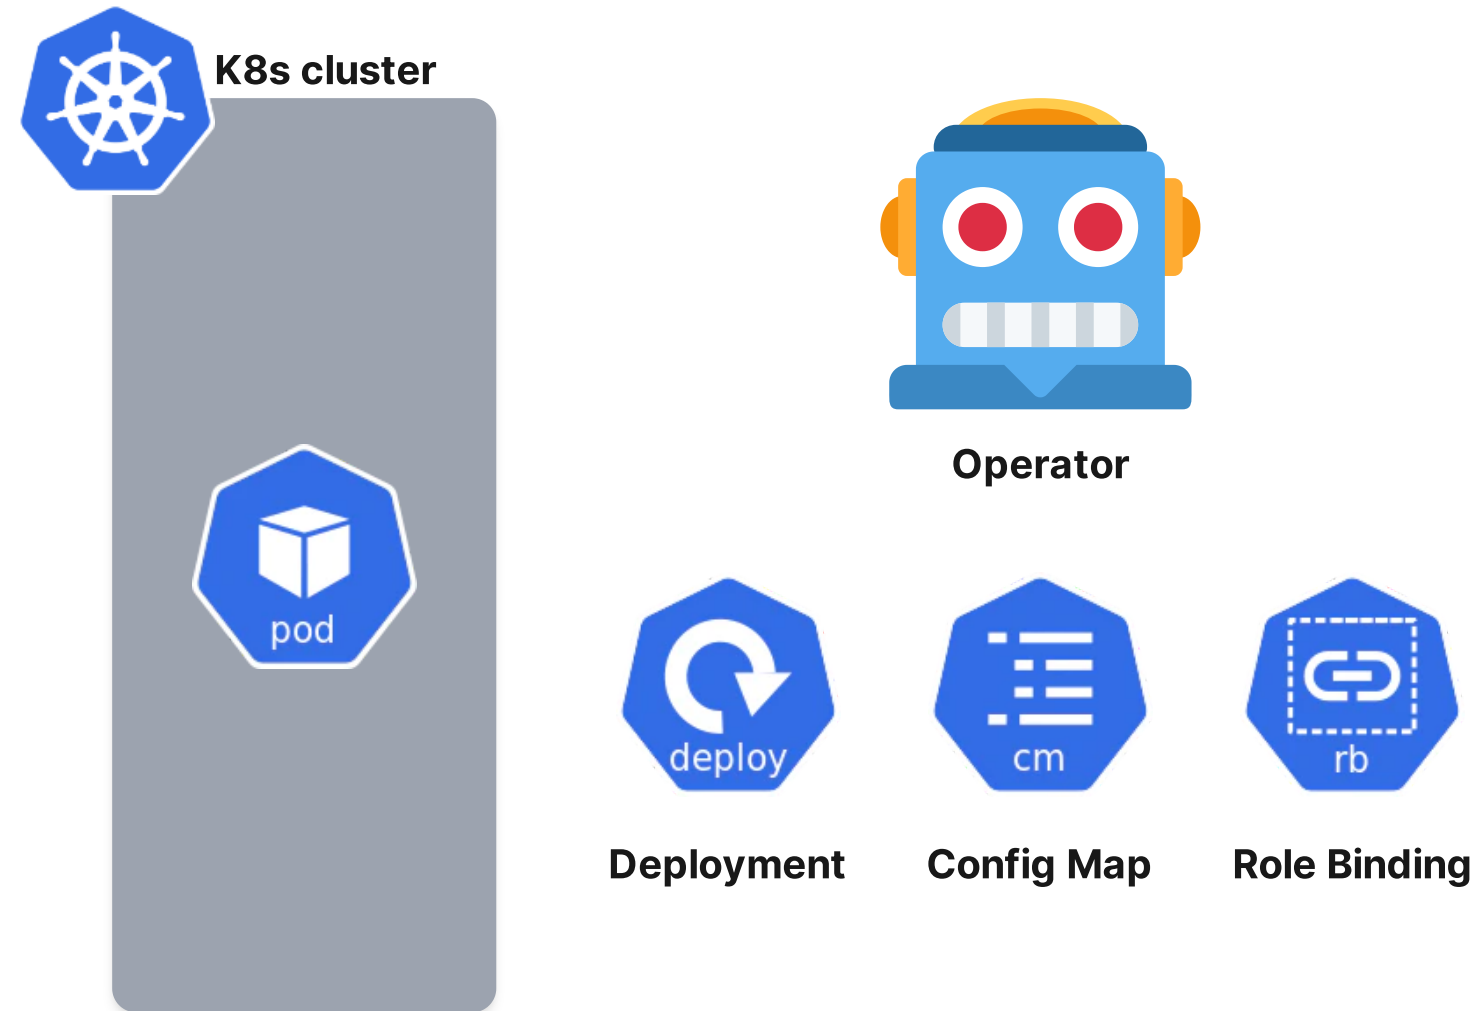 K8s cluster
Operator
pod
deploy
cm
rb
Deployment
Config Map
Role Binding